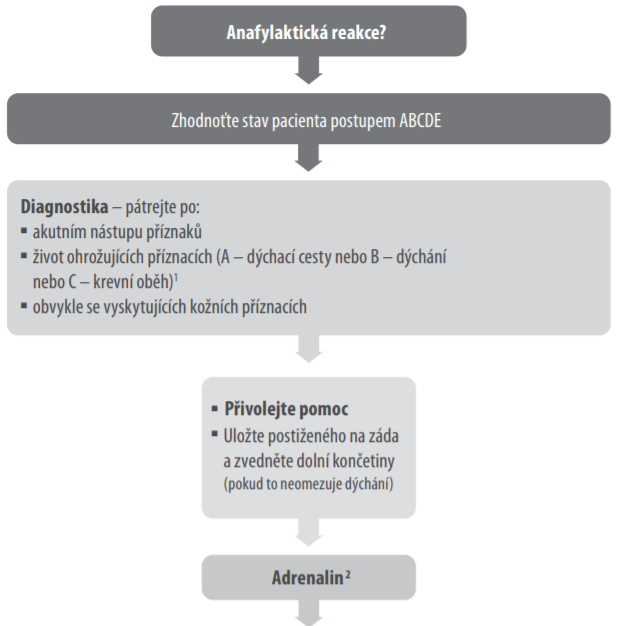 Anafylaktická reakce?
Zhodnoťte stav pacienta postupem ABCDE
Diagnostika – pátrejte po:
▪ akutním nástupu příznaků
▪ život ohrožujících příznacích (A – dýchací cesty nebo B – dýchání
nebo C – krevní oběh)¹
▪ obvykle se vyskytujících kožních příznacích
▪ Přivolejte pomoc
▪ Uložte postiženého na záda
a zvedněte dolní končetiny
(pokud to neomezuje dýchání)
Adrenalin²